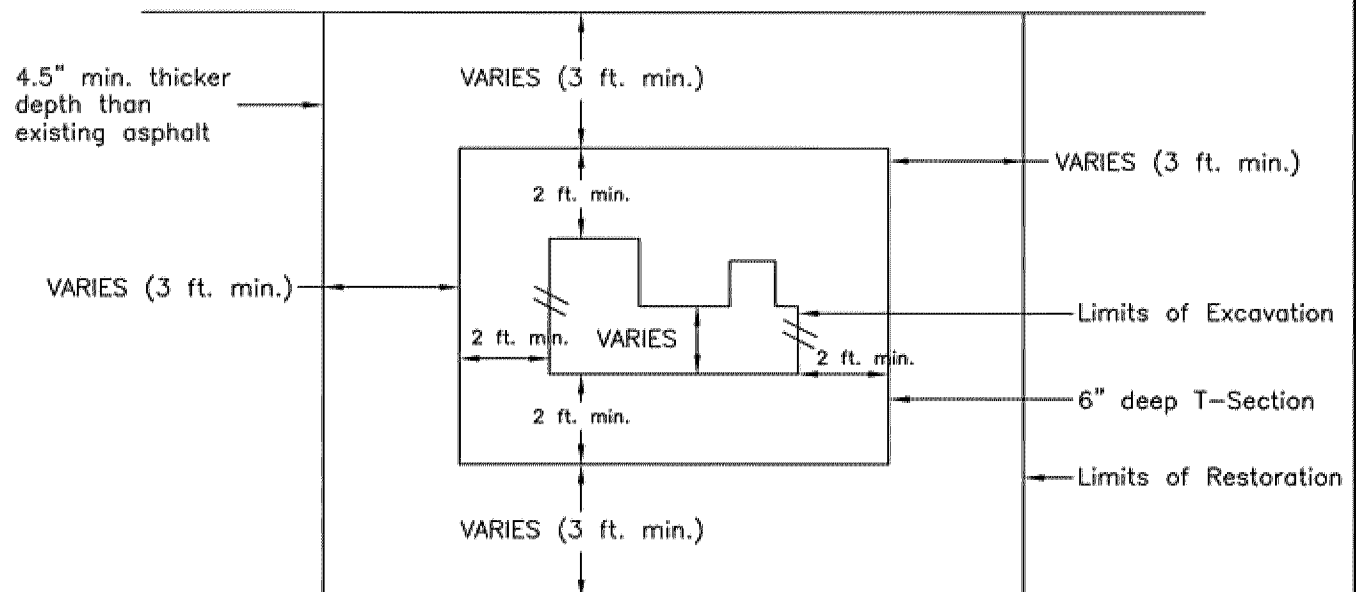 4.5" min. thicker
depth than
existing asphalt
VARIES (3 ft. min.)
VARIES (3 ft. min.)
2 ft. min.
VARIES (3 ft. min.)
Limits of Excavation
VARIES
2 ft. min.
2 ft. min.
6" deep T-Section
2 ft. min.
Limits of Restoration
VARIES (3 ft. min.)